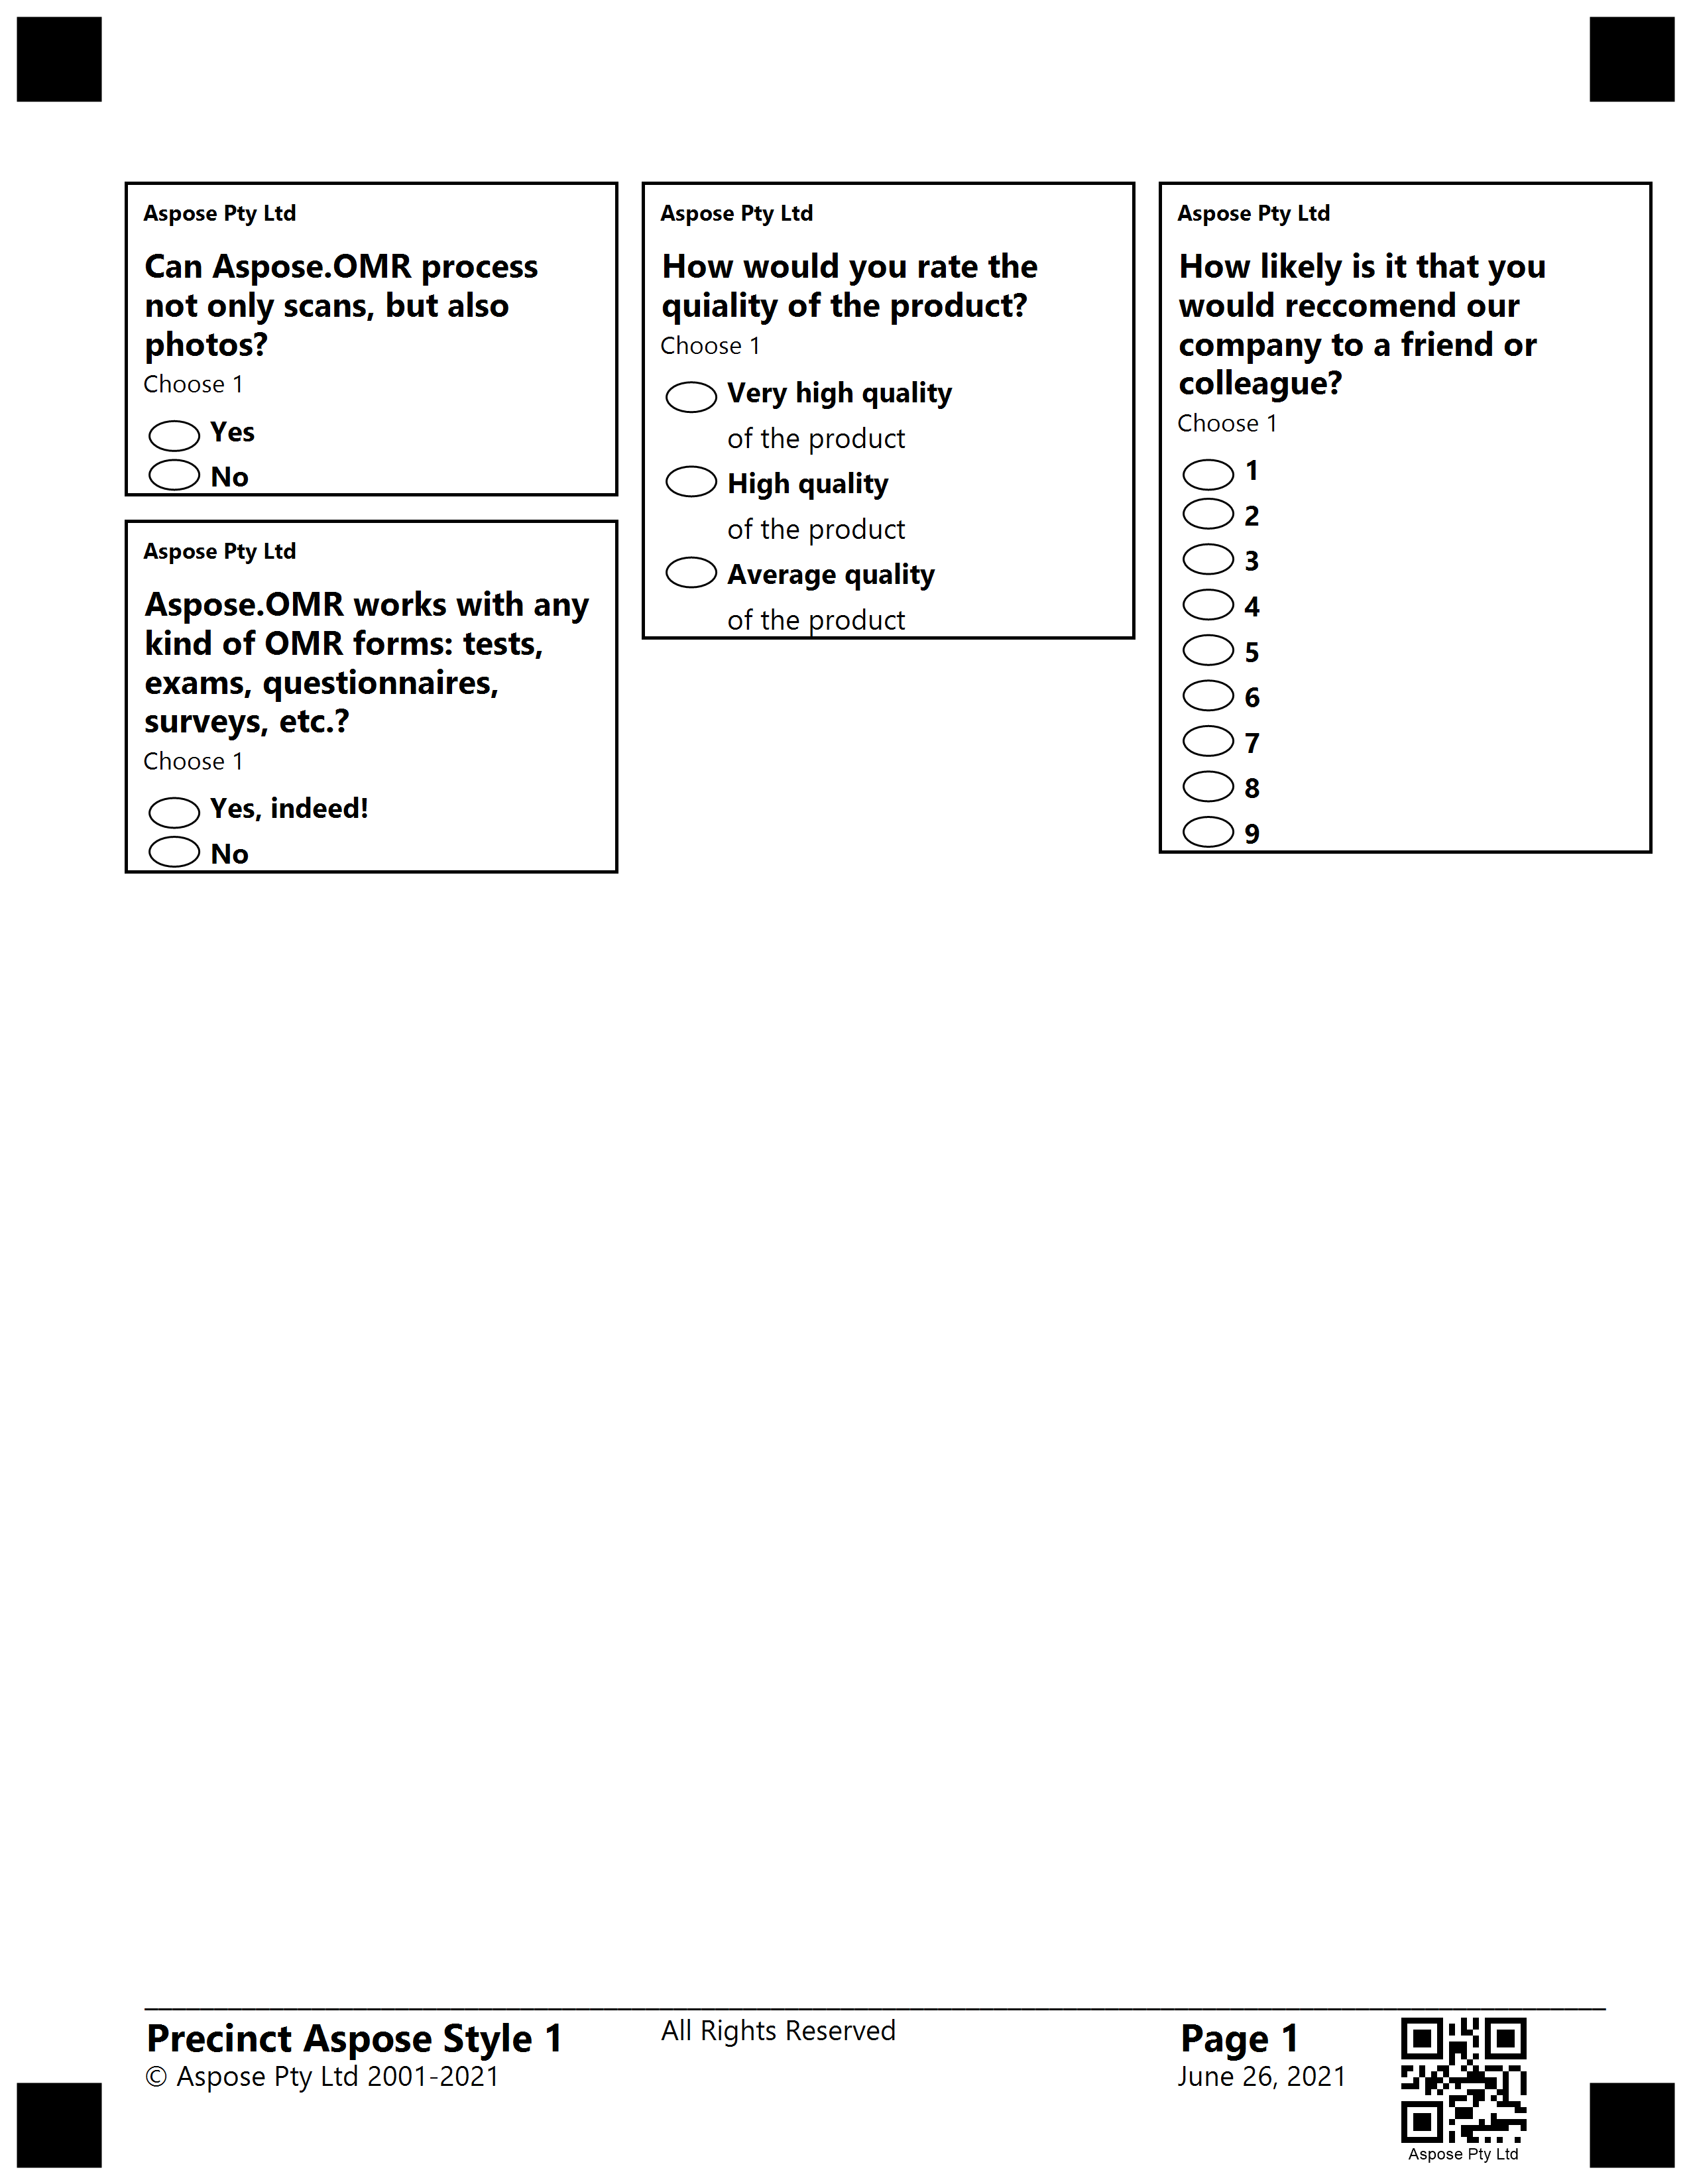 Aspose Pty Ltd
Can Aspose.OMR process
not only scans, but also
photos?
Choose 1
Yes
No
Aspose Pty Ltd
Aspose.OMR works with any
kind of OMR forms: tests,
exams, questionnaires,
surveys, etc.?
Choose 1
Yes, indeed!
No
Aspose Pty Ltd
How would you rate the
quiality of the product?
Choose 1
Very high quality
of the product
High quality
of the product
Average quality
of the product
Aspose Pty Ltd
How likely is it that you
would reccomend our
company to a friend or
colleague?
Choose 1
1
2
3
4
5
6
7
8
9
Precinct Aspose Style 1
© Aspose Pty Ltd 2001-2021
All Rights Reserved
Page 1
June 26, 2021
Aspose Pty Ltd